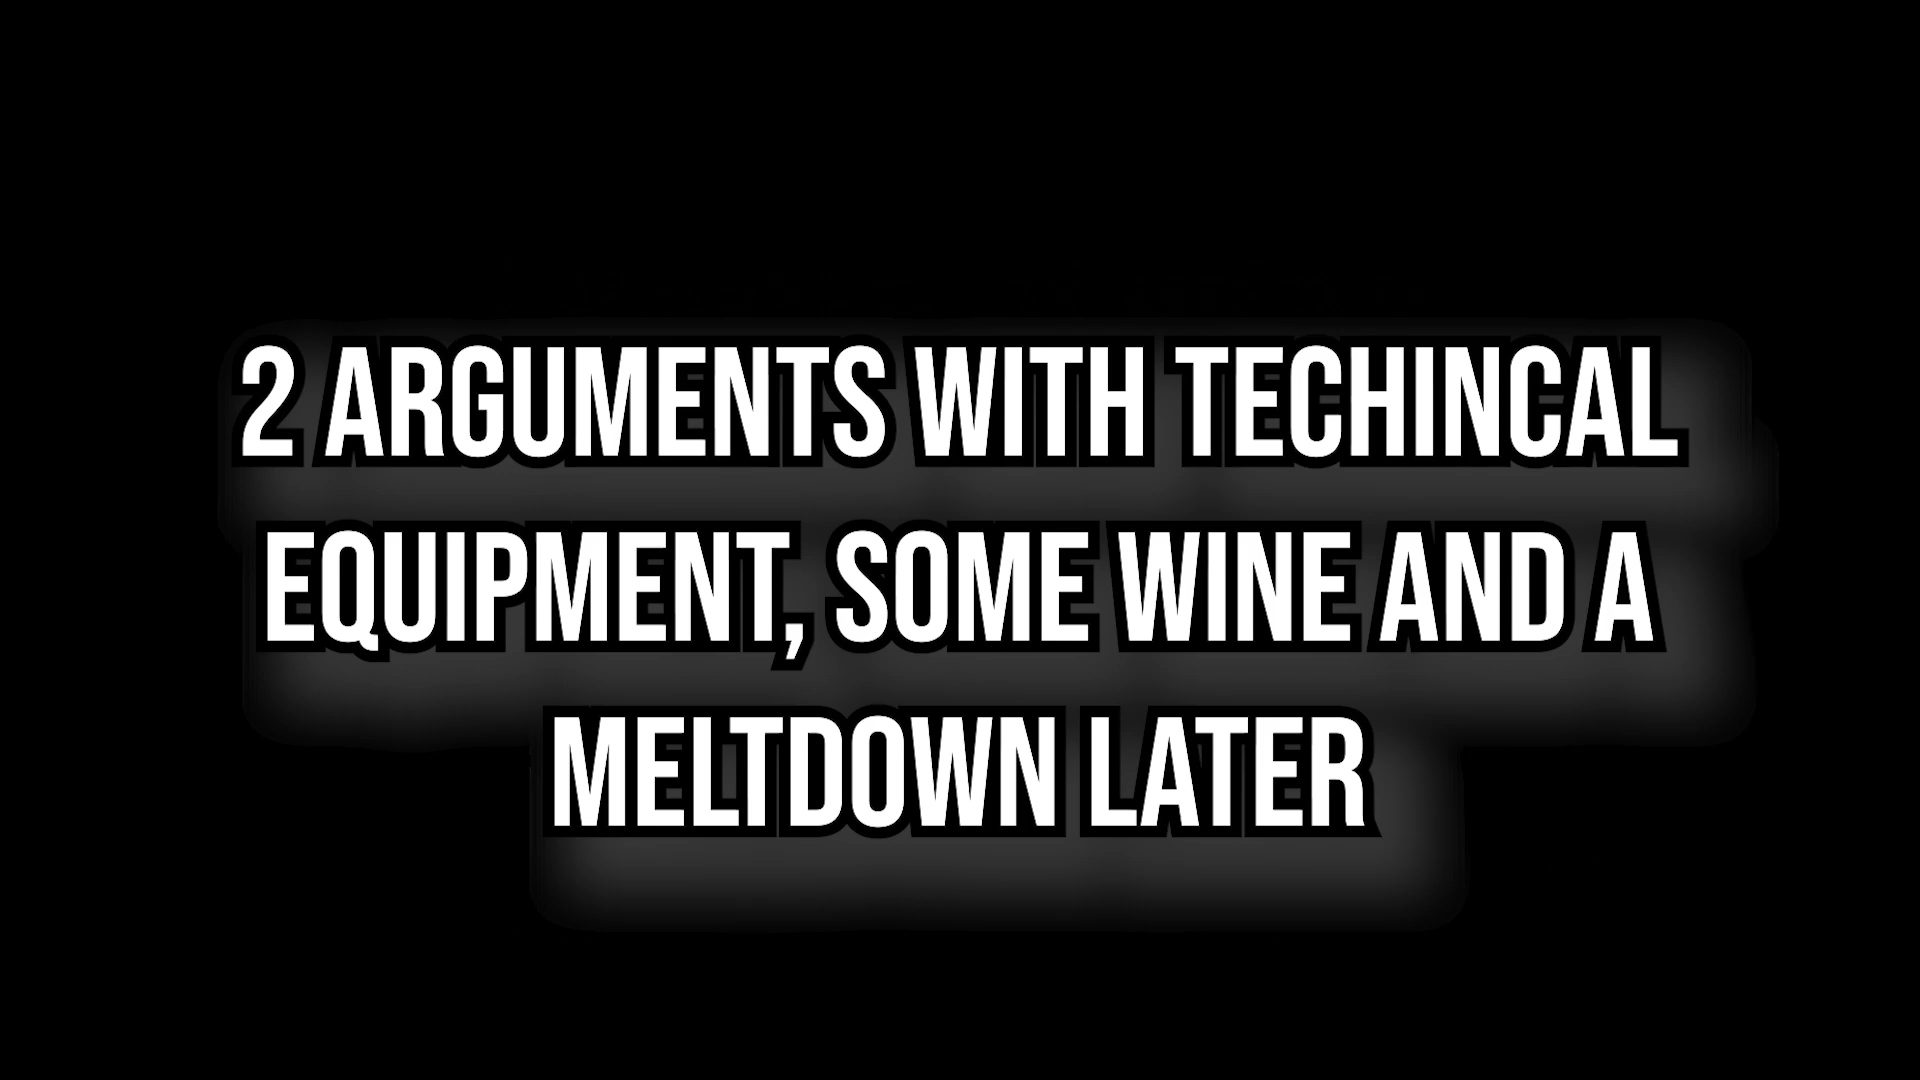 2 ARGUMENTS WITH TECHINCAL
EQUIPMENT, SOME WINE AND A
MELTDOWN LATER